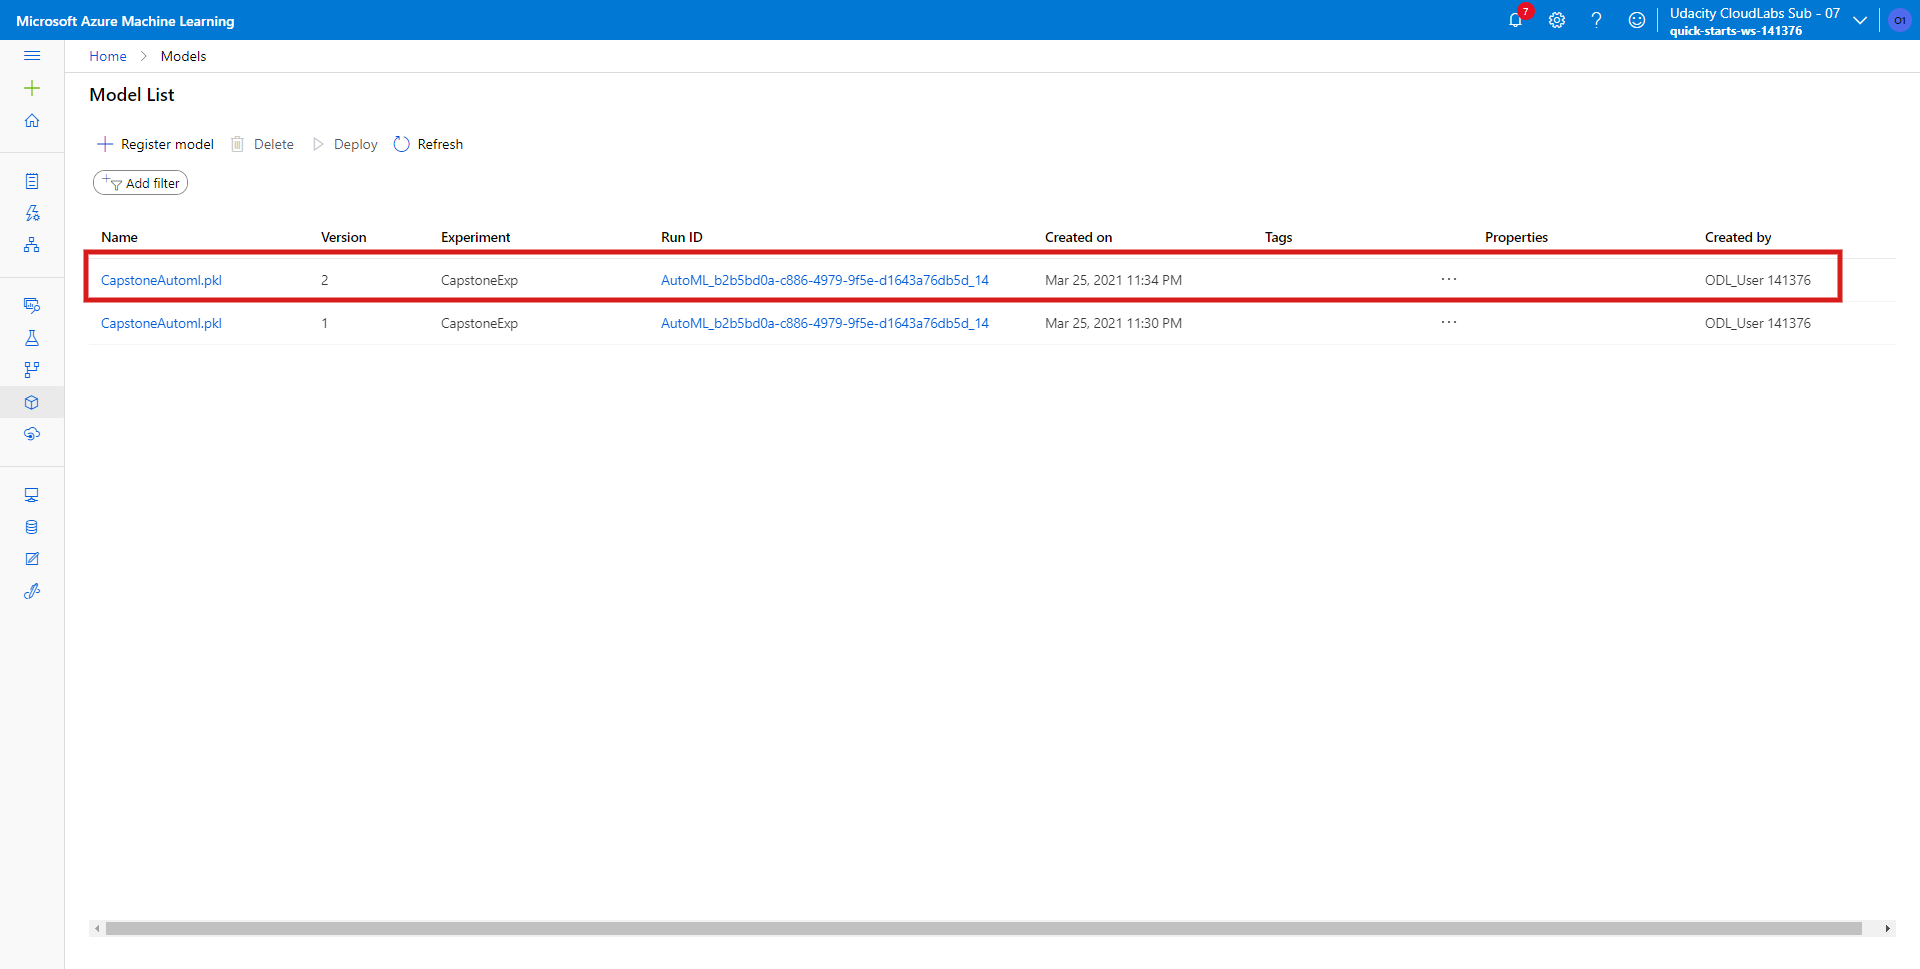 Microsoft Azure Machine Learning
7
Udacity CloudLabs Sub - 07
quick-starts-ws-141376
O1
Home > Models
Model List
Register model Delete Deploy Refresh
Add filter
Name Version Experiment Run ID Created on Tags Properties Created by
CapstoneAutoml.pkl 2 CapstoneExp AutoML_b2b5bd0a-c886-4979-9f5e-d1643a76db5d_14 Mar 25, 2021 11:34 PM ... ODL_User 141376
CapstoneAutoml.pkl 1 CapstoneExp AutoML_b2b5bd0a-c886-4979-9f5e-d1643a76db5d_14 Mar 25, 2021 11:30 PM ... ODL_User 141376